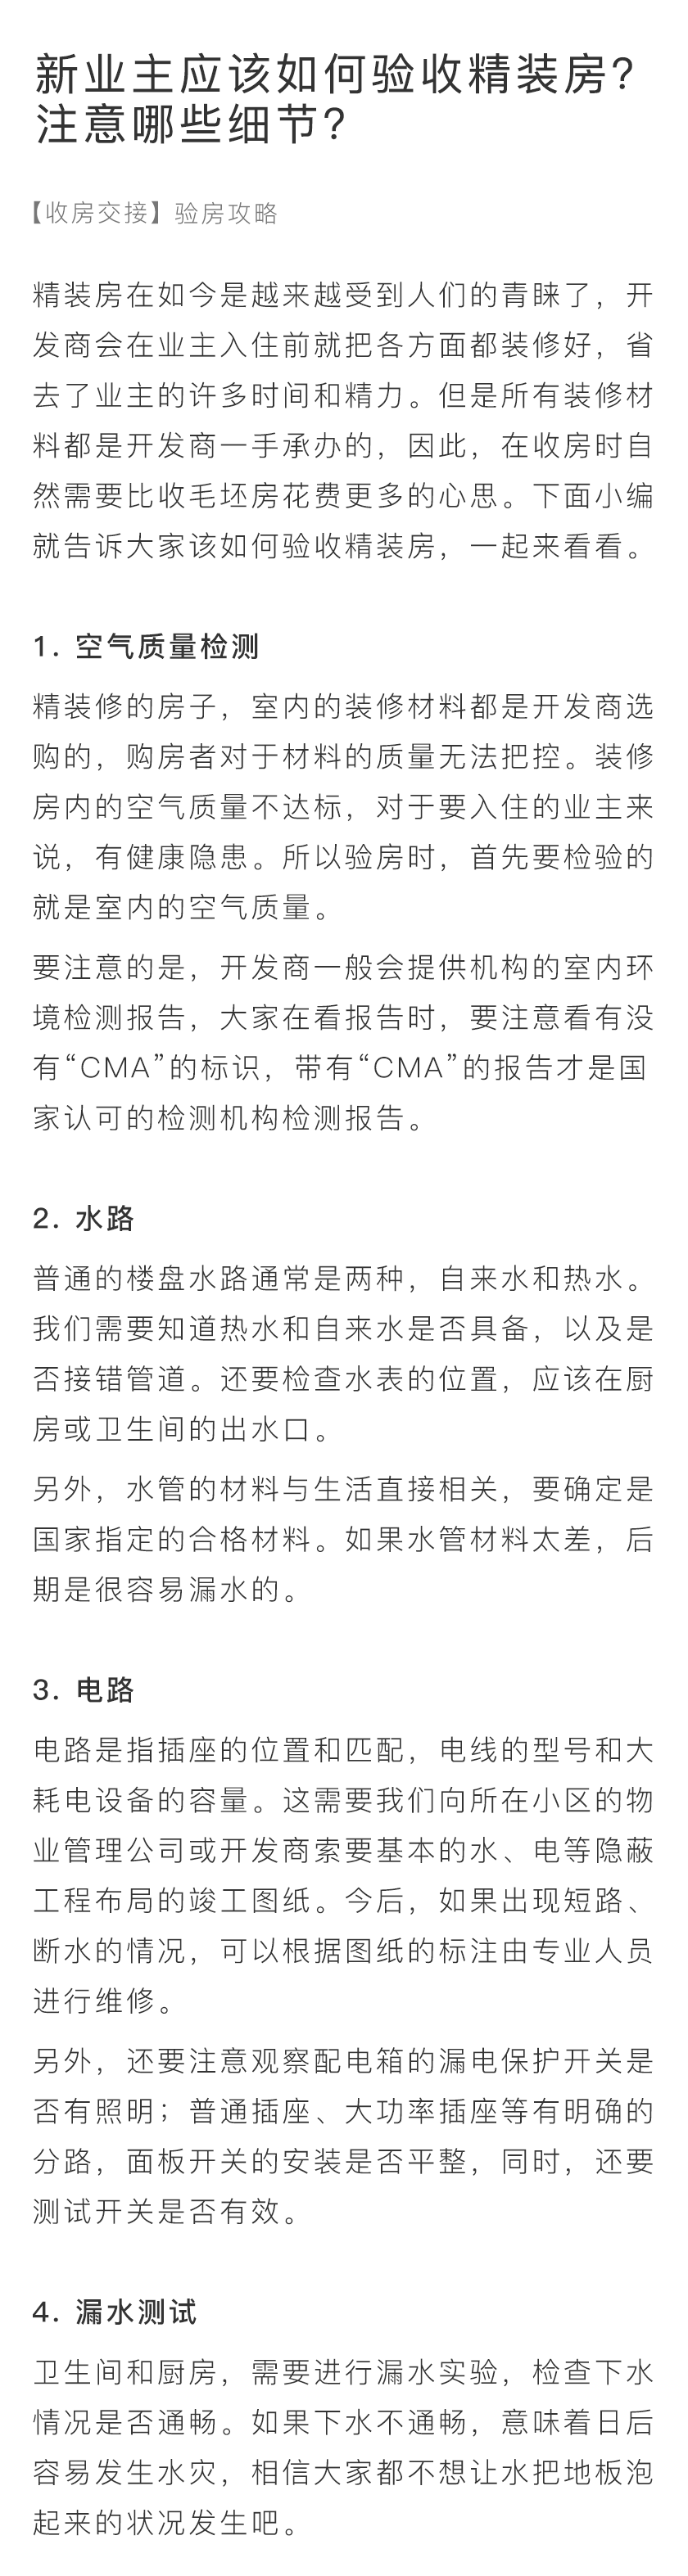 新业主应该如何验收精装房？
注意哪些细节？
【收房交接】验房攻略
精装房在如今是越来越受到人们的青睐了，开
发商会在业主入住前就把各方面都装修好，省
去了业主的许多时间和精力。但是所有装修材
料都是开发商一手承办的，因此，在收房时自
然需要比收毛坯房花费更多的心思。下面小编
就告诉大家该如何验收精装房，一起来看看。
1. 空气质量检测
精装修的房子，室内的装修材料都是开发商选
购的，购房者对于材料的质量无法把控。装修
房内的空气质量不达标，对于要入住的业主来
说，有健康隐患。所以验房时，首先要检验的
就是室内的空气质量。
要注意的是，开发商一般会提供机构的室内环
境检测报告，大家在看报告时，要注意看有没
有“CMA”的标识，带有“CMA”的报告才是国
家认可的检测机构检测报告。
2. 水路
普通的楼盘水路通常是两种，自来水和热水。
我们需要知道热水和自来水是否具备，以及是
否接错管道。还要检查水表的位置，应该在厨
房或卫生间的出水口。
另外，水管的材料与生活直接相关，要确定是
国家指定的合格材料。如果水管材料太差，后
期是很容易漏水的。
3. 电路
电路是指插座的位置和匹配，电线的型号和大
耗电设备的容量。这需要我们向所在小区的物
业管理公司或开发商索要基本的水、电等隐蔽
工程布局的竣工图纸。今后，如果出现短路、
断水的情况，可以根据图纸的标注由专业人员
进行维修。
另外，还要注意观察配电箱的漏电保护开关是
否有照明；普通插座、大功率插座等有明确的
分路，面板开关的安装是否平整，同时，还要
测试开关是否有效。
4. 漏水测试
卫生间和厨房，需要进行漏水实验，检查下水
情况是否通畅。如果下水不通畅，意味着日后
容易发生水灾，相信大家都不想让水把地板泡
起来的状况发生吧。